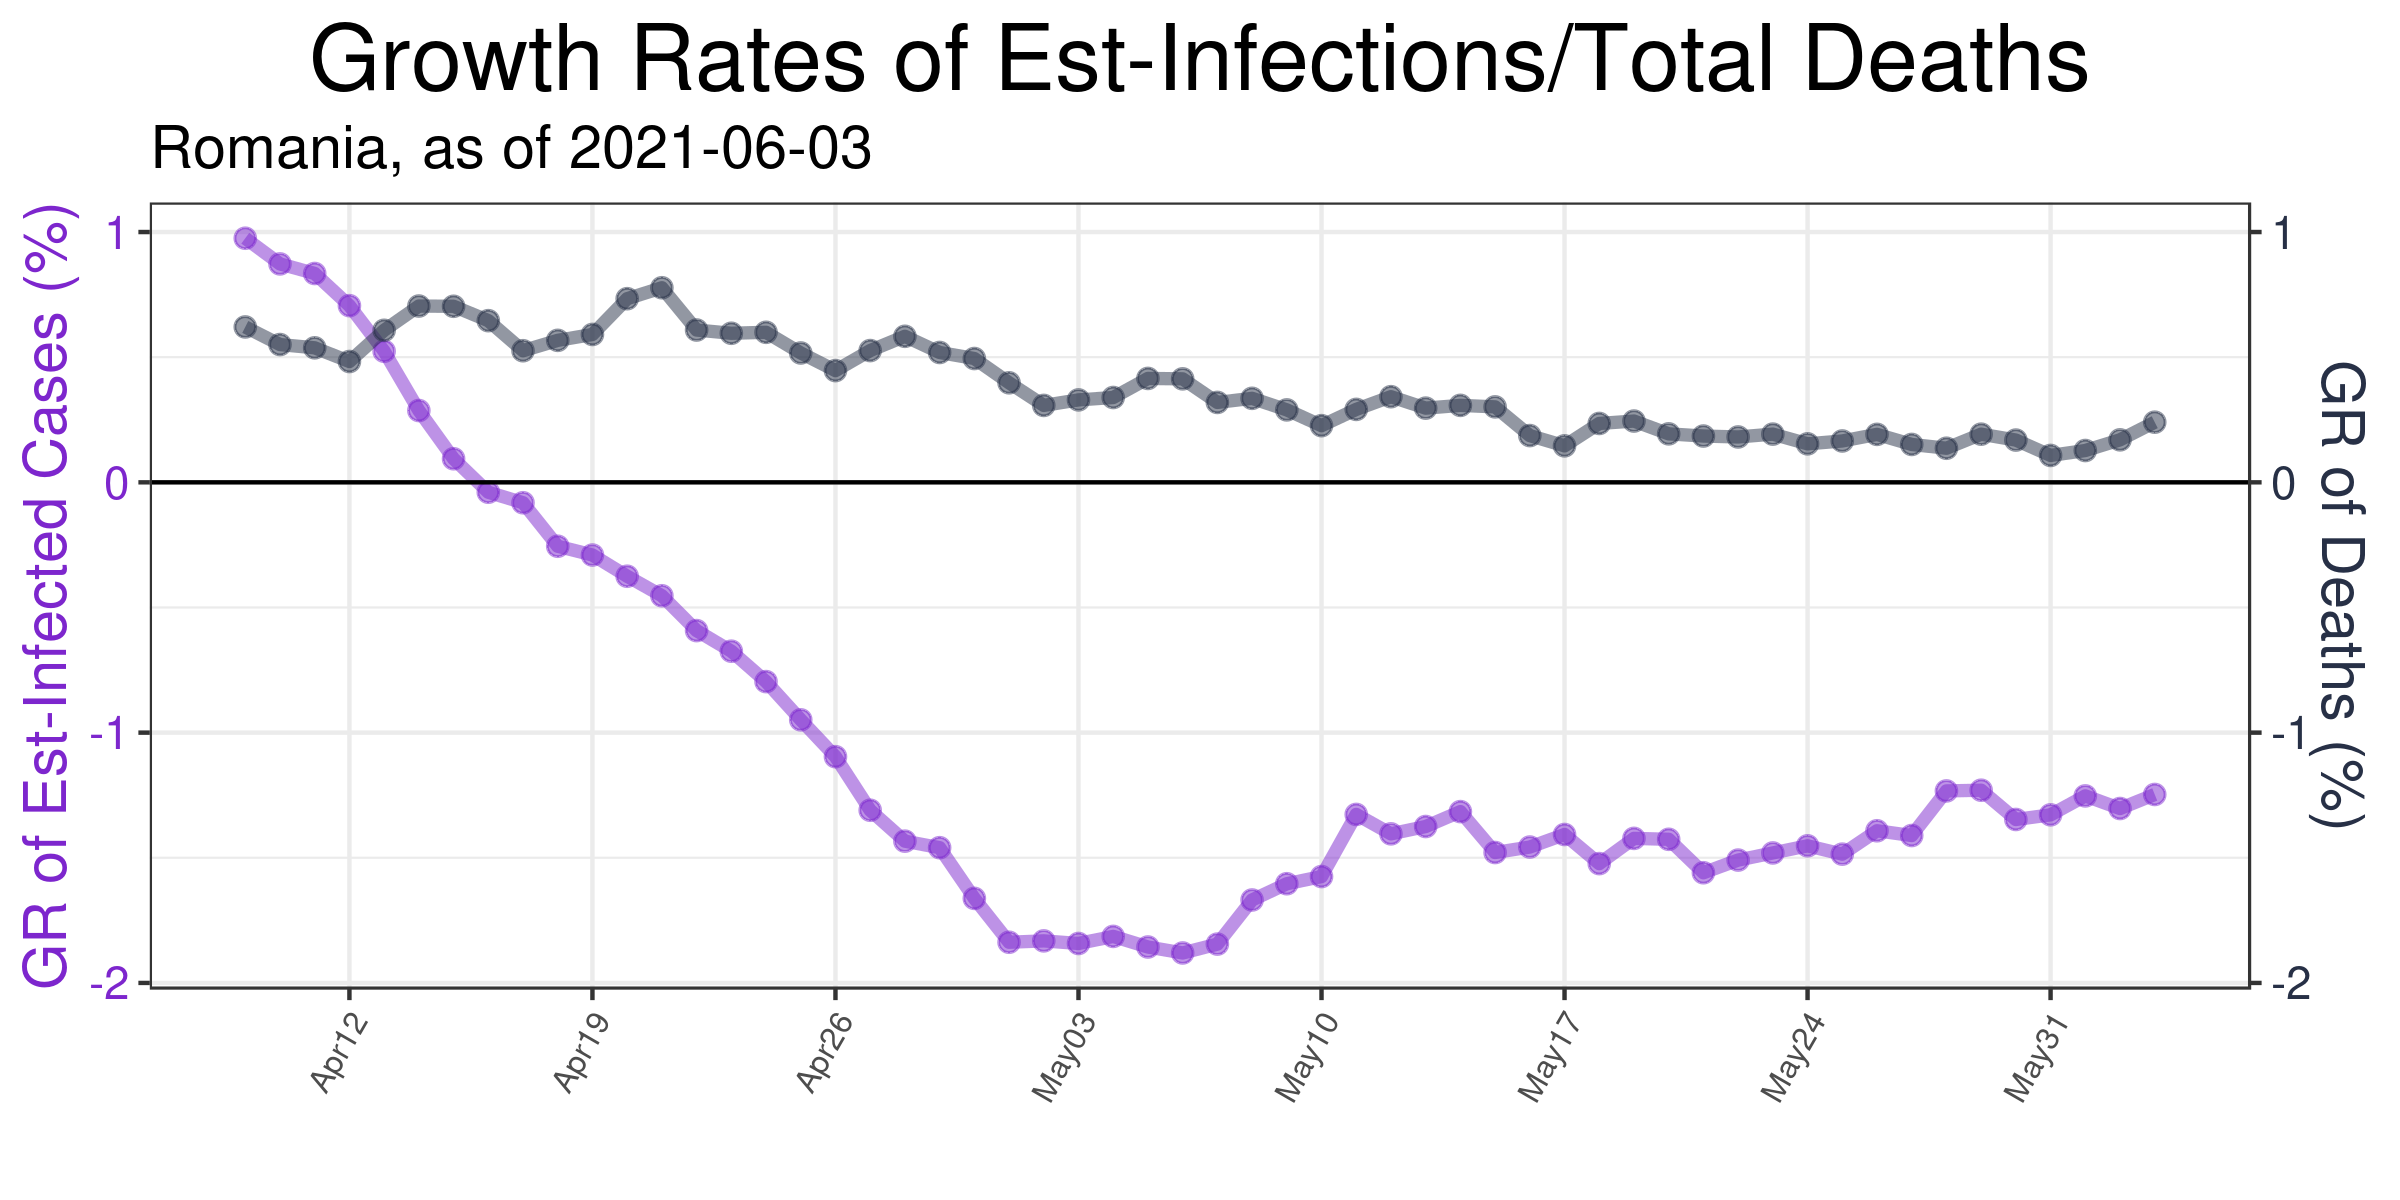 Growth Rates of Est-Infections/Total Deaths
Romania, as of 2021-06-03
GR of Est-Infected Cases (%)
1
0
-1
-2
1
0
-1
-2
GR of Deaths (%)
Apr12
Apr19
Apr26
May03
May10
May17
May24
May31